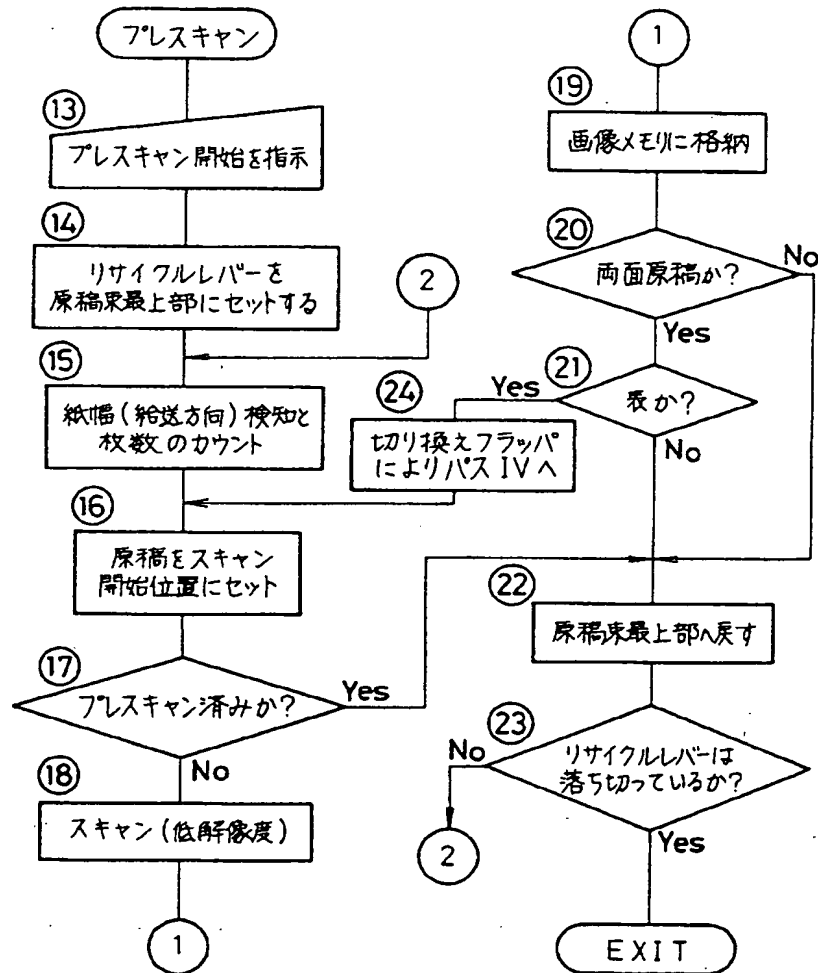 プレスキャン
13
プレスキャン開始を指示
14
リサイクルレバーを
原稿束最上部にセットする
2
15
紙幅(給送方向)検知と
枚数のカウント
16
原稿をスキャン
開始位置にセット
17
プレスキャン済みか?
Yes
No
18
スキャン(低解像度)
1
1
19
画像メモリに格納
20
両面原稿か?
No
Yes
21
表か?
Yes
No
24
切り換えフラッパ
によりパスⅣへ
22
原稿束最上部へ戻す
23
リサイクルレバーは
落ち切っているか?
No
2
Yes
EXIT